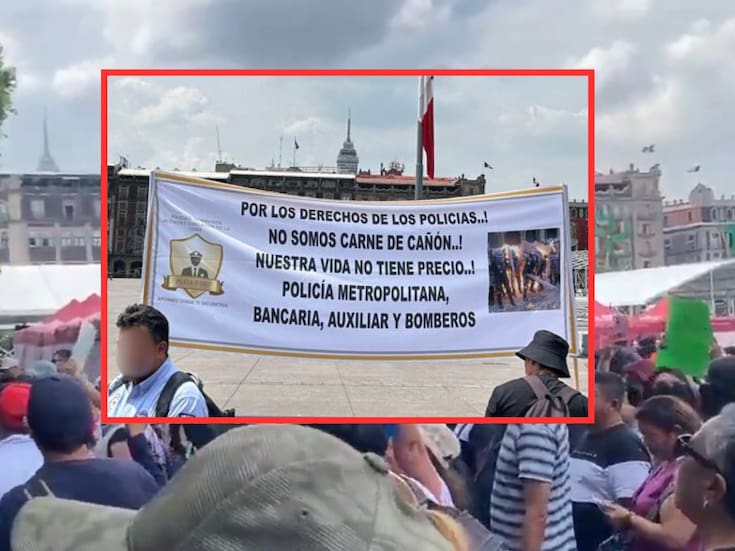 POR LOS DERECHOS DE LOS POLICIAS..!
NO SOMOS CARNE DE CAÑÓN..!
NUESTRA VIDA NO TIENE PRECIO..!
POLICÍA METROPOLITANA,
BANCARIA, AUXILIAR Y BOMBEROS